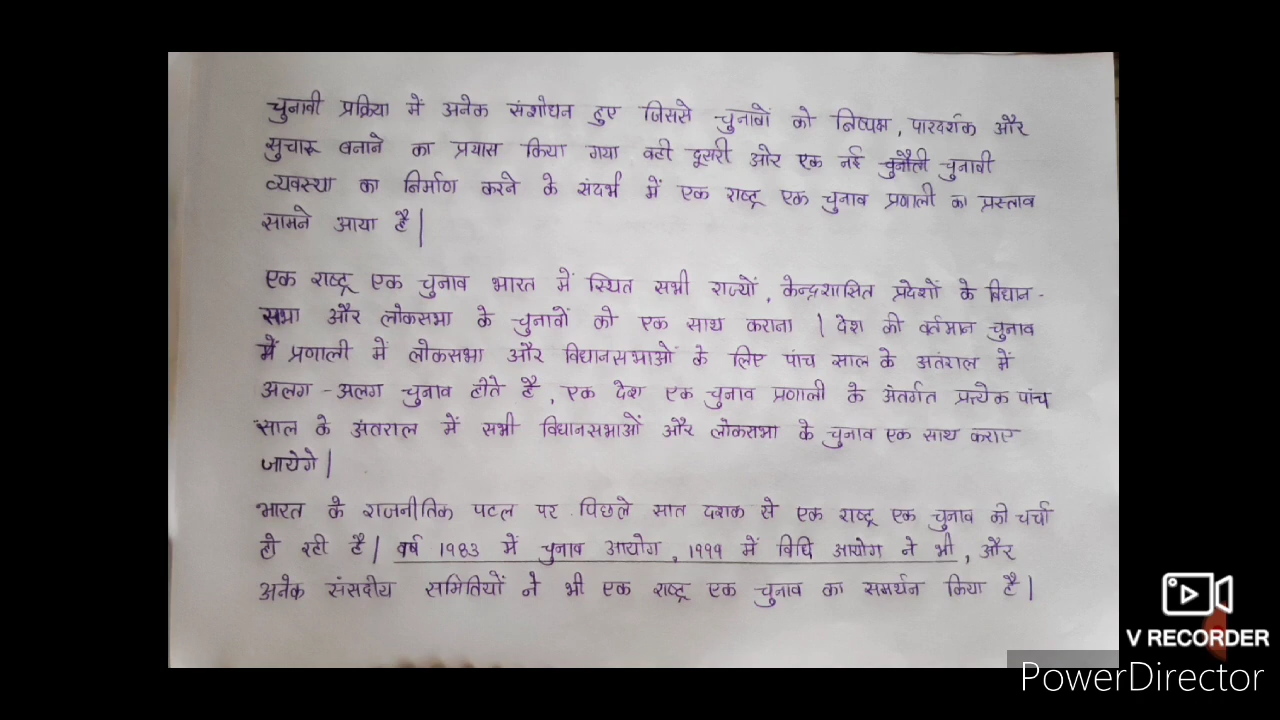 चुनावी प्रक्रिया में अनेक संशोधन हुए जिससे चुनावों को निष्पक्ष, पारदर्शक और
सुचारू बनाने का प्रयास किया गया वही दूसरी ओर एक नई चुनौती चुनावी
व्यवस्था का निर्माण करने के संदर्भ में एक राष्ट्र एक चुनाव प्रणाली का प्रस्ताव
सामने आया है|
एक राष्ट्र एक चुनाव भारत में स्थित सभी राज्यों, केन्द्रशासित प्रदेशों के विधान-
सभा और लोकसभा के चुनावों को एक साथ कराना | देश की वर्तमान चुनाव
में प्रणाली में लोकसभा और विधानसभाओं के लिए पांच साल के अतंराल में
अलग-अलग चुनाव होते है, एक देश एक चुनाव प्रणाली के अंतर्गत प्रत्येक पांच
साल के अंतराल में सभी विधानसभाओं और लोकसभा के चुनाव एक साथ कराए
जायेगे|
भारत के राजनीतिक पटल पर पिछले सात दशक से एक राष्ट्र एक चुनाव की चर्चा
हो रही है| वर्ष 1983 में चुनाव आयोग, 1999 में विधि आयोग ने भी, और
अनेक संसदीय समितियों ने भी एक राष्ट्र एक चुनाव का समर्थन किया है|
V RECORDER
PowerDirector